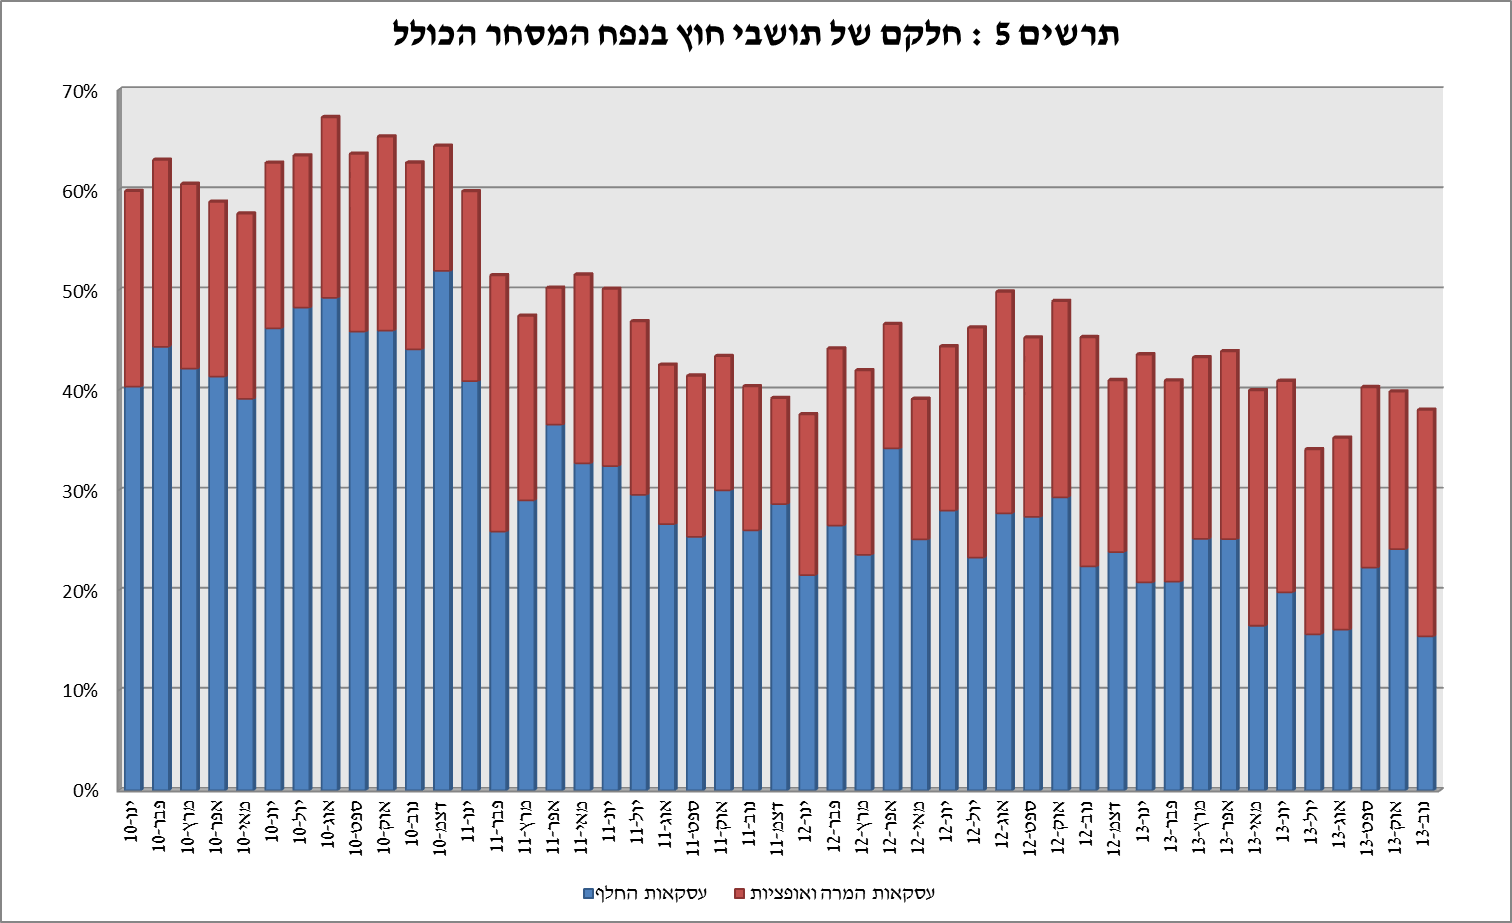 תרשים 5 : חלקם של תושבי חוץ בנפח המסחר הכולל
70%
60%
50%
40%
30%
20%
10%
0%
ינו-10
פבר-10
מרץ-10
אפר-10
מאי-10
יונ-10
יול-10
אוג-10
ספט-10
אוק-10
נוב-10
דצמ-10
ינו-11
פבר-11
מרץ-11
אפר-11
מאי-11
יונ-11
יול-11
אוג-11
ספט-11
אוק-11
נוב-11
דצמ-11
ינו-12
פבר-12
מרץ-12
אפר-12
מאי-12
יונ-12
יול-12
אוג-12
ספט-12
אוק-12
נוב-12
דצמ-12
ינו-13
פבר-13
מרץ-13
אפר-13
מאי-13
יונ-13
יול-13
אוג-13
ספט-13
אוק-13
נוב-13
עסקאות המרה ואופציות
עסקאות החלף